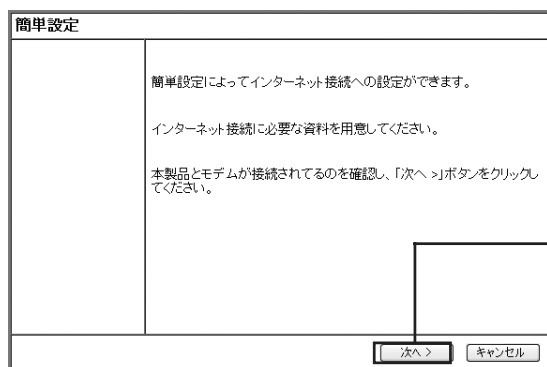 簡単設定
簡単設定によってインターネット接続への設定ができます。
インターネット接続に必要な資料を用意してください。
本製品とモデムが接続されてるのを確認し、「次へ >」ボタンをクリックし
てください。
次へ >
キャンセル